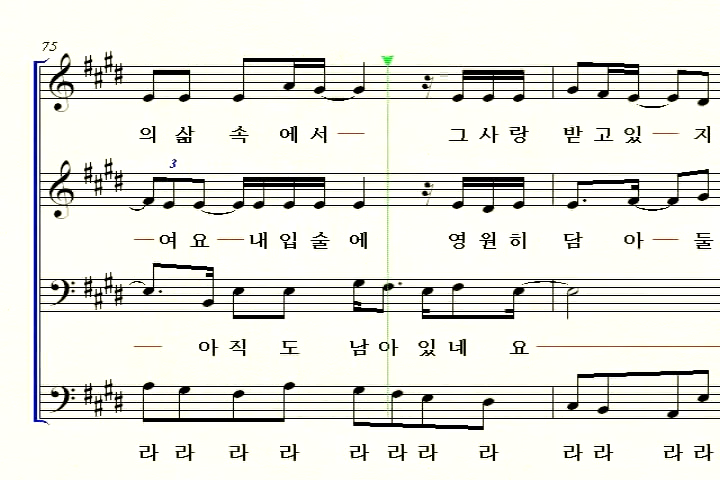 75
의 삶 속 에 서 그 사 랑 받 고 있 지
3
여 요 내 입 술 에 영 원 히 담 아 둘
아 직 도 남 아 있 네 요
라 라 라 라 라 라 라 라 라 라 라 라